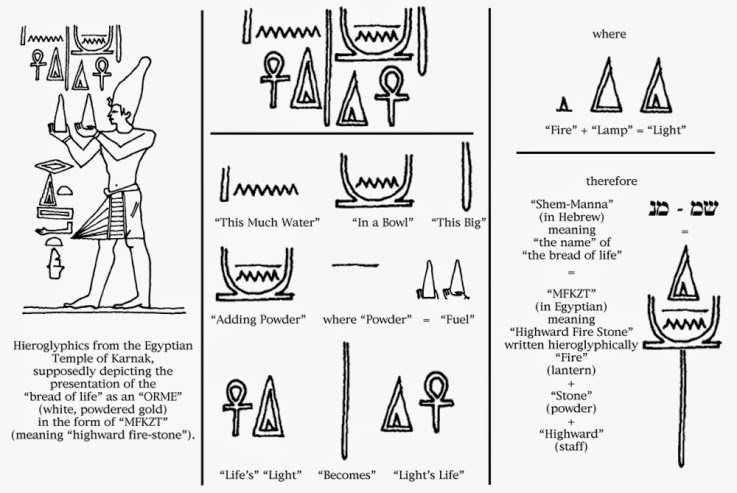 Hieroglyphics from the Egyptian
Temple of Karnak,
supposedly depicting the
presentation of the
“bread of life” as an “ORME”
(white, powdered gold)
in the form of “MFKZT”
(meaning “highward fire-stone”).
“This Much Water” “In a Bowl” “This Big”
“Adding Powder” where “Powder” = “Fuel”
“Life's” “Light” “Becomes” “Light's Life”
where
“Fire” + “Lamp” = “Light”
therefore
“Shem-Manna”
(in Hebrew)
meaning
“the name” of
“the bread of life”
=
“MFKZT”
(in Egyptian)
meaning
“Highward Fire Stone”
written hieroglyphically
“Fire”
(lantern)
+
“Stone”
(powder)
+
“Highward”
(staff)
שמ - מנ
=